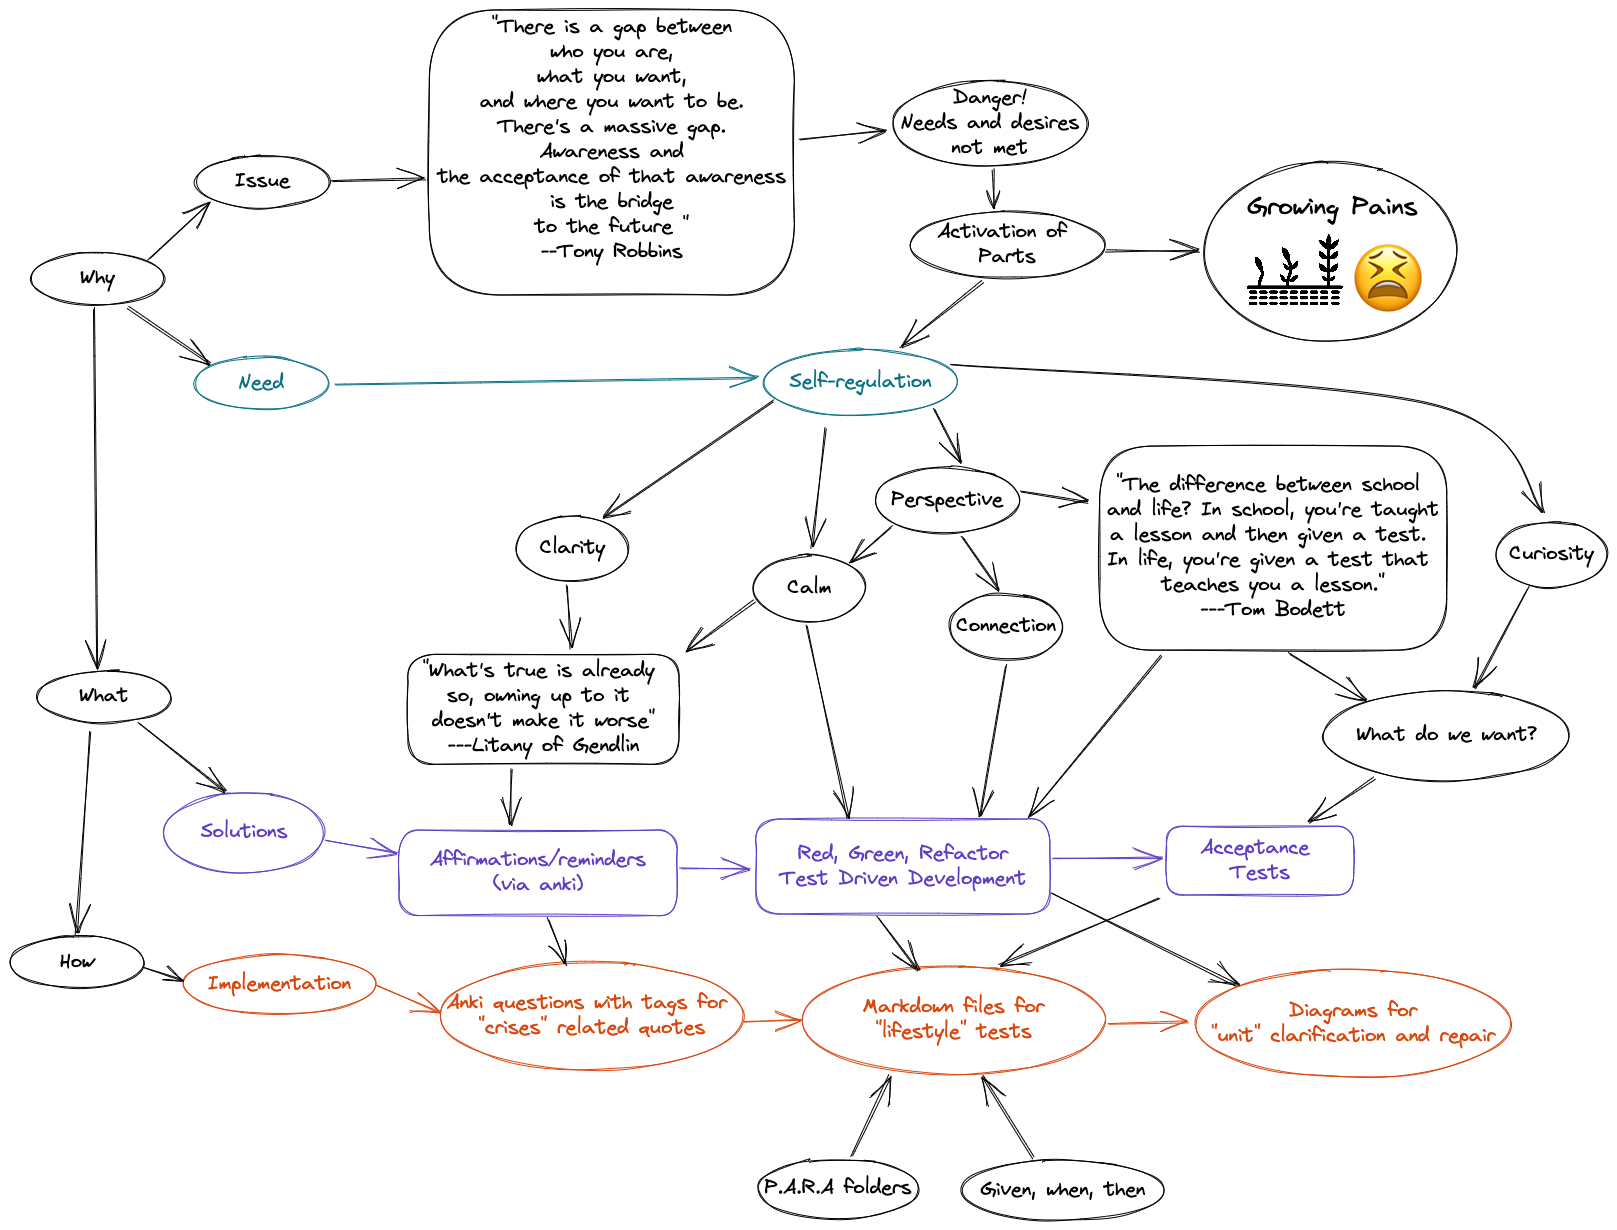 "There is a gap between
who you are,
what you want,
and where you want to be.
There's a massive gap.
Awareness and
the acceptance of that awareness
is the bridge
to the future "
--Tony Robbins
Danger!
Needs and desires
not met
Issue
Activation of
Parts
Growing Pains
Why
Need
Self-regulation
Perspective
"The difference between school
and life? In school, you're taught
a lesson and then given a test.
In life, you're given a test that
teaches you a lesson."
---Tom Bodett
Clarity
Curiosity
Calm
Connection
"What's true is already
so, owning up to it
doesn't make it worse"
---Litany of Gendlin
What
What do we want?
Solutions
Affirmations/reminders
(via anki)
Red, Green, Refactor
Test Driven Development
Acceptance
Tests
How
Implementation
Anki questions with tags for
"crises" related quotes
Markdown files for
"lifestyle" tests
Diagrams for
"unit" clarification and repair
P.A.R.A folders
Given, when, then